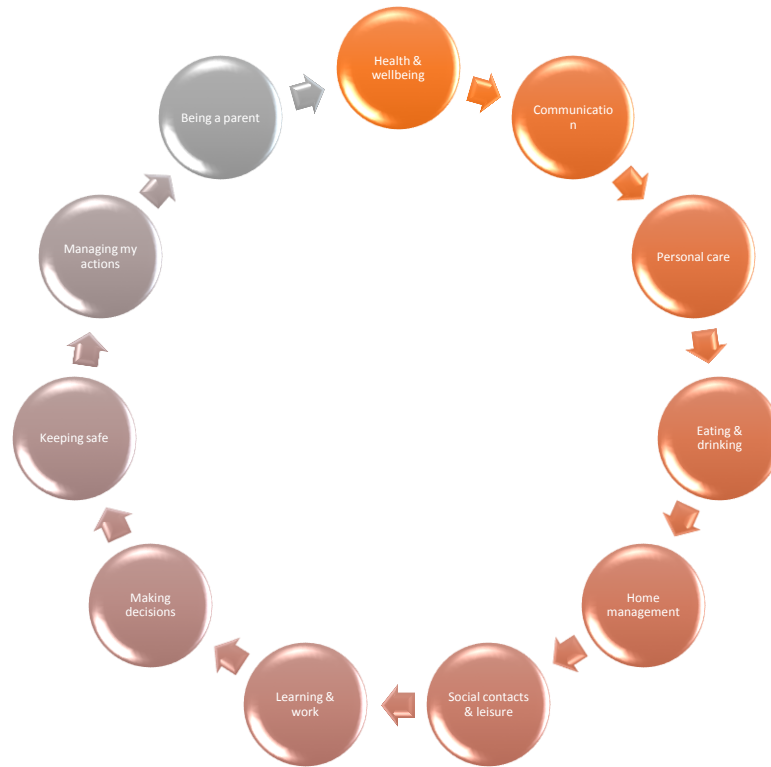 Health &
wellbeing
Communicatio
n
Personal care
Eating &
drinking
Home
management
Social contacts
& leisure
Learning &
work
Making
decisions
Keeping safe
Managing my
actions
Being a parent